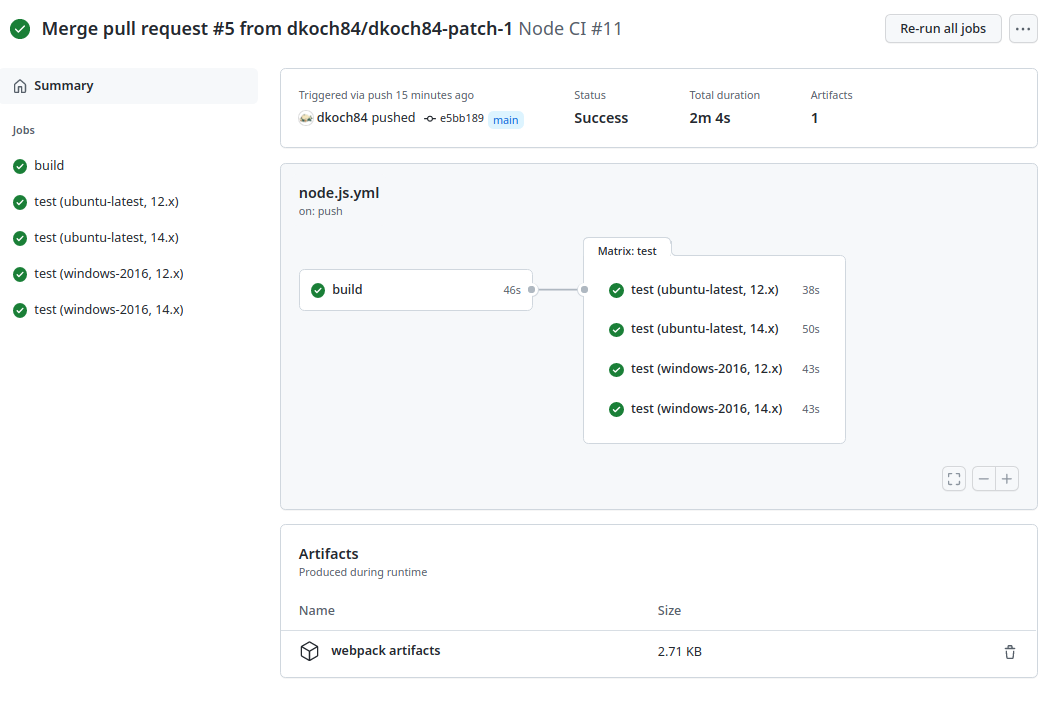 Merge pull request #5 from dkoch84/dkoch84-patch-1 Node CI #11
Re-run all jobs
Summary
Jobs
build
test (ubuntu-latest, 12.x)
test (ubuntu-latest, 14.x)
test (windows-2016, 12.x)
test (windows-2016, 14.x)
Triggered via push 15 minutes ago
dkoch84 pushed e5bb189 main
Status
Success
Total duration
2m 4s
Artifacts
1
node.js.yml
on: push
build 46s
Matrix: test
test (ubuntu-latest, 12.x) 38s
test (ubuntu-latest, 14.x) 50s
test (windows-2016, 12.x) 43s
test (windows-2016, 14.x) 43s
Artifacts
Produced during runtime
Name Size
webpack artifacts 2.71 KB